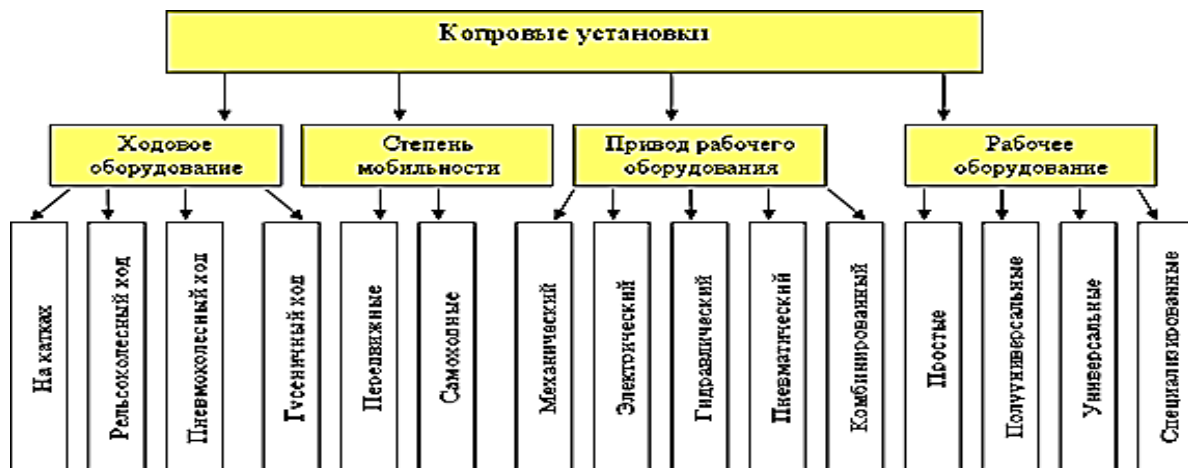 Копровые установки
Ходовое
оборудование
Степень
мобильности
Привод рабочего
оборудования
Рабочее
оборудование
На катках
Рельсоколесный ход
Пневмоколесный ход
Гусеничный ход
Передвижные
Самоходные
Механический
Электрический
Гидравлический
Пневматический
Комбинированный
Простые
Полууниверсальные
Универсальные
Специализированные